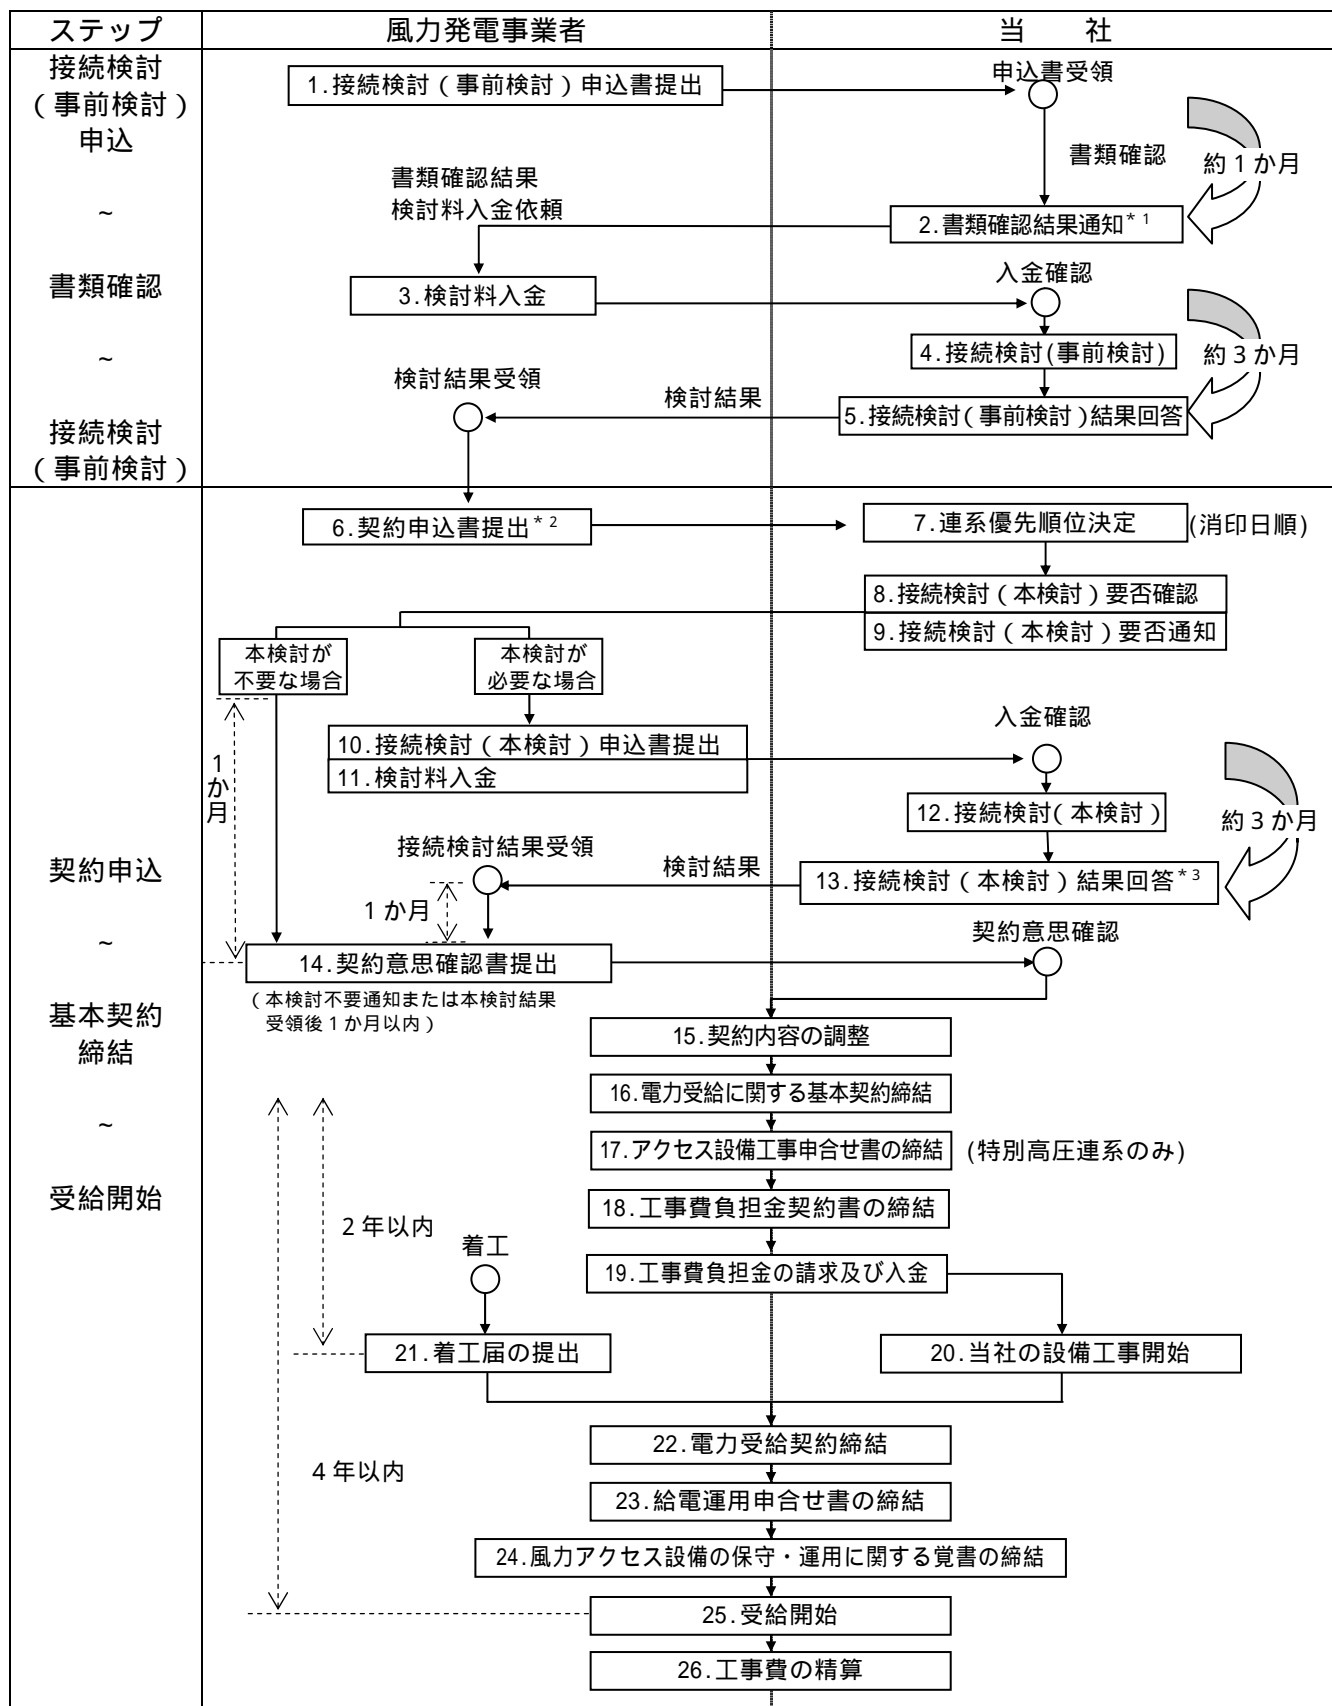 ステップ
風力発電事業者
当　　社
接続検討
（事前検討）
申込
～
書類確認
～
接続検討
（事前検討）
1.接続検討（事前検討）申込書提出
申込書受領
書類確認
約１か月
書類確認結果
検討料入金依頼
2.書類確認結果通知*1
3.検討料入金
入金確認
4.接続検討(事前検討)
約３か月
検討結果受領
検討結果
5.接続検討(事前検討)結果回答
契約申込
～
基本契約
締結
～
受給開始
6.契約申込書提出*2
7.連系優先順位決定
(消印日順)
8.接続検討（本検討）要否確認
9.接続検討（本検討）要否通知
本検討が
不要な場合
本検討が
必要な場合
1か月
10.接続検討（本検討）申込書提出
11.検討料入金
入金確認
12.接続検討(本検討)
約３か月
接続検討結果受領
検討結果
13.接続検討（本検討）結果回答*3
１か月
契約意思確認
14.契約意思確認書提出
（本検討不要通知または本検討結果
受領後１か月以内）
15.契約内容の調整
16.電力受給に関する基本契約締結
17.アクセス設備工事申合せ書の締結
(特別高圧連系のみ)
18.工事費負担金契約書の締結
２年以内
着工
19.工事費負担金の請求及び入金
21.着工届の提出
20.当社の設備工事開始
22.電力受給契約締結
４年以内
23.給電運用申合せ書の締結
24.風力アクセス設備の保守・運用に関する覚書の締結
25.受給開始
26.工事費の精算